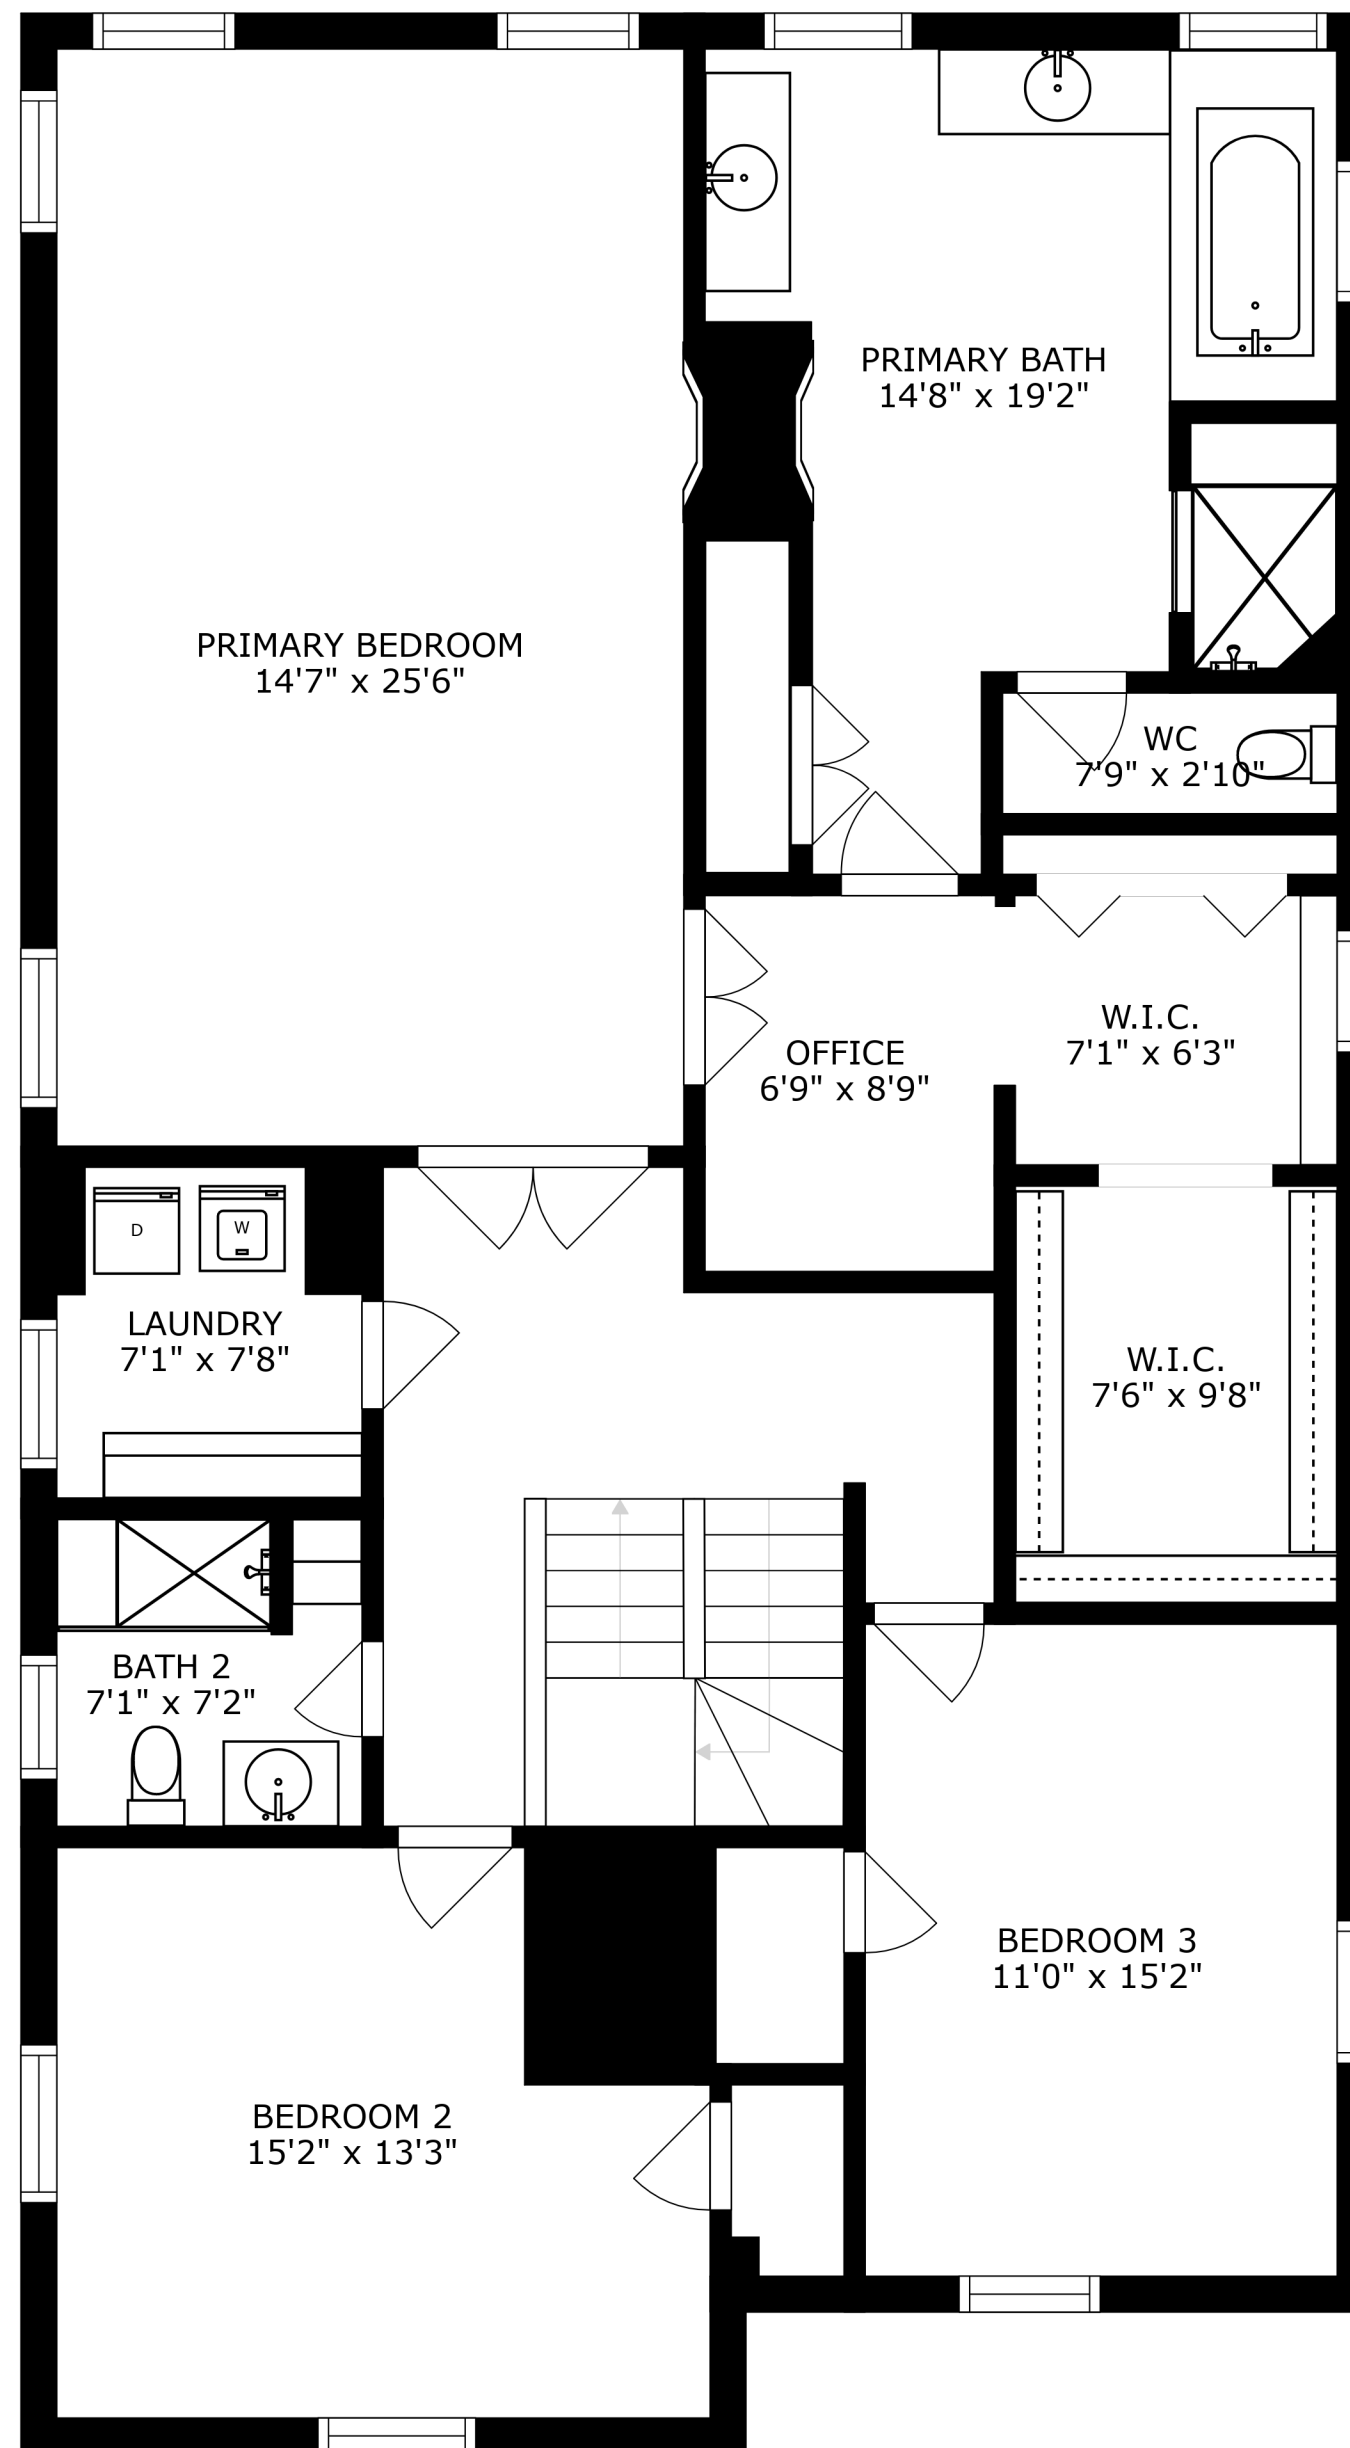 PRIMARY BATH
14'8" x 19'2"
PRIMARY BEDROOM
14'7" x 25'6"
WC
7'9" x 2'10"
W.I.C.
7'1" x 6'3"
OFFICE
6'9" x 8'9"
D
W
LAUNDRY
7'1" x 7'8"
W.I.C.
7'6" x 9'8"
BATH 2
7'1" x 7'2"
BEDROOM 3
11'0" x 15'2"
BEDROOM 2
15'2" x 13'3"